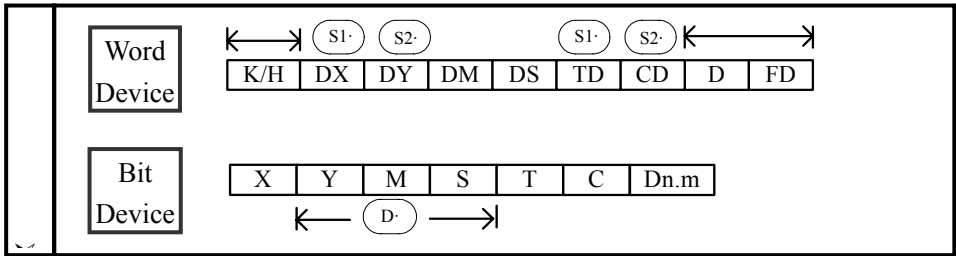 Word Device
S1· S2· S1· S2·
K/H DX DY DM DS TD CD D FD
Bit Device
X Y M S T C Dn.m
D·